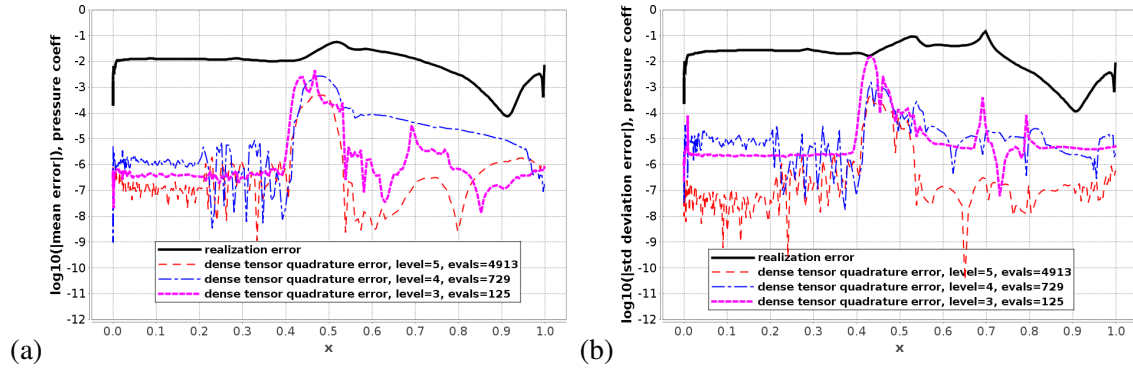 0
-1
-2
-3
-4
-5
-6
-7
-8
-9
-10
-11
-12
log10(|mean error|), pressure coeff
realization error
dense tensor quadrature error, level=5, evals=4913
dense tensor quadrature error, level=4, evals=729
dense tensor quadrature error, level=3, evals=125
0.0 0.1 0.2 0.3 0.4 0.5 0.6 0.7 0.8 0.9 1.0
x
(a)
0
-1
-2
-3
-4
-5
-6
-7
-8
-9
-10
-11
-12
log10(|std deviation error|), pressure coeff
realization error
dense tensor quadrature error, level=5, evals=4913
dense tensor quadrature error, level=4, evals=729
dense tensor quadrature error, level=3, evals=125
0.0 0.1 0.2 0.3 0.4 0.5 0.6 0.7 0.8 0.9 1.0
x
(b)